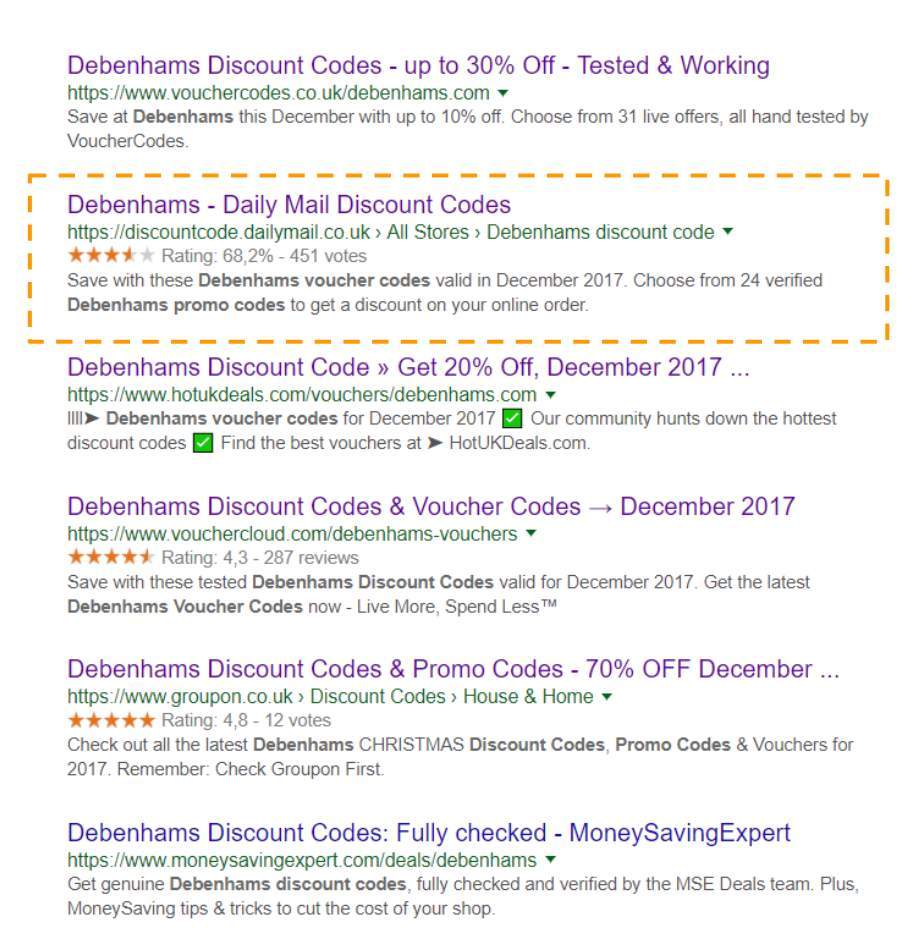 Debenhams Discount Codes - up to 30% Off - Tested & Working
https://www.vouchercodes.co.uk/debenhams.com ▼
Save at Debenhams this December with up to 10% off. Choose from 31 live offers, all hand tested by
VoucherCodes.
Debenhams - Daily Mail Discount Codes
https://discountcode.dailymail.co.uk › All Stores › Debenhams discount code ▼
★★★★★ Rating: 68,2% - 451 votes
Save with these Debenhams voucher codes valid in December 2017. Choose from 24 verified
Debenhams promo codes to get a discount on your online order.
Debenhams Discount Code » Get 20% Off, December 2017 ...
https://www.hotukdeals.com/vouchers/debenhams.com ▼
llll➤ Debenhams voucher codes for December 2017 ✅ Our community hunts down the hottest
discount codes ✅ Find the best vouchers at ➤ HotUKDeals.com.
Debenhams Discount Codes & Voucher Codes → December 2017
https://www.vouchercloud.com/debenhams-vouchers ▼
★★★★★ Rating: 4,3 - 287 reviews
Save with these tested Debenhams Discount Codes valid for December 2017. Get the latest
Debenhams Voucher Codes now - Live More, Spend Less™
Debenhams Discount Codes & Promo Codes - 70% OFF December ...
https://www.groupon.co.uk › Discount Codes › House & Home ▼
★★★★★ Rating: 4,8 - 12 votes
Check out all the latest Debenhams CHRISTMAS Discount Codes, Promo Codes & Vouchers for
2017. Remember: Check Groupon First.
Debenhams Discount Codes: Fully checked - MoneySavingExpert
https://www.moneysavingexpert.com/deals/debenhams ▼
Get genuine Debenhams discount codes, fully checked and verified by the MSE Deals team. Plus,
MoneySaving tips & tricks to cut the cost of your shop.